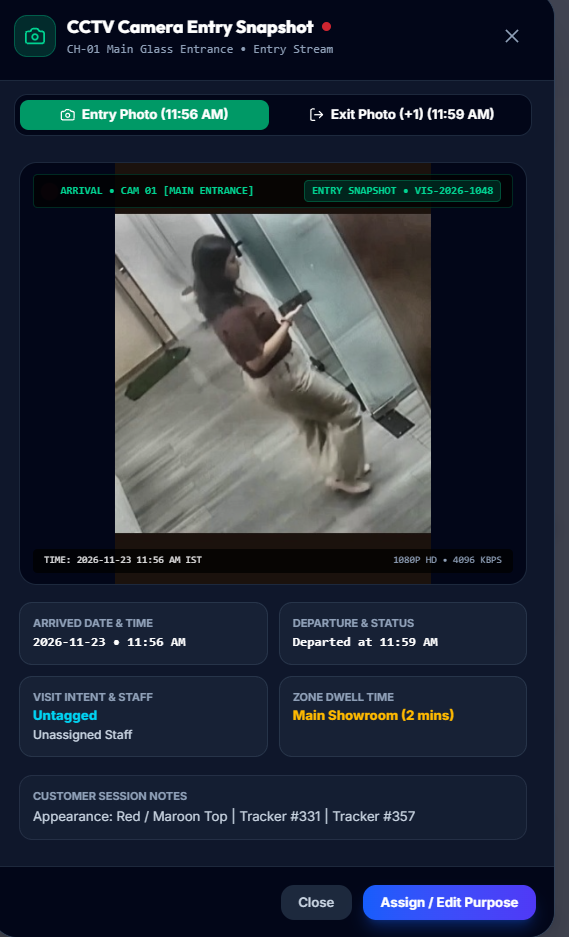 CCTV Camera Entry Snapshot
CH-01 Main Glass Entrance • Entry Stream
Entry Photo (11:56 AM)
Exit Photo (+1) (11:59 AM)
ARRIVAL • CAM 01 [MAIN ENTRANCE]
ENTRY SNAPSHOT • VIS-2026-1048
TIME: 2026-11-23 11:56 AM IST
1080P HD • 4096 KBPS
ARRIVED DATE & TIME
2026-11-23 • 11:56 AM
DEPARTURE & STATUS
Departed at 11:59 AM
VISIT INTENT & STAFF
Untagged
Unassigned Staff
ZONE DWELL TIME
Main Showroom (2 mins)
CUSTOMER SESSION NOTES
Appearance: Red / Maroon Top | Tracker #331 | Tracker #357
Close
Assign / Edit Purpose